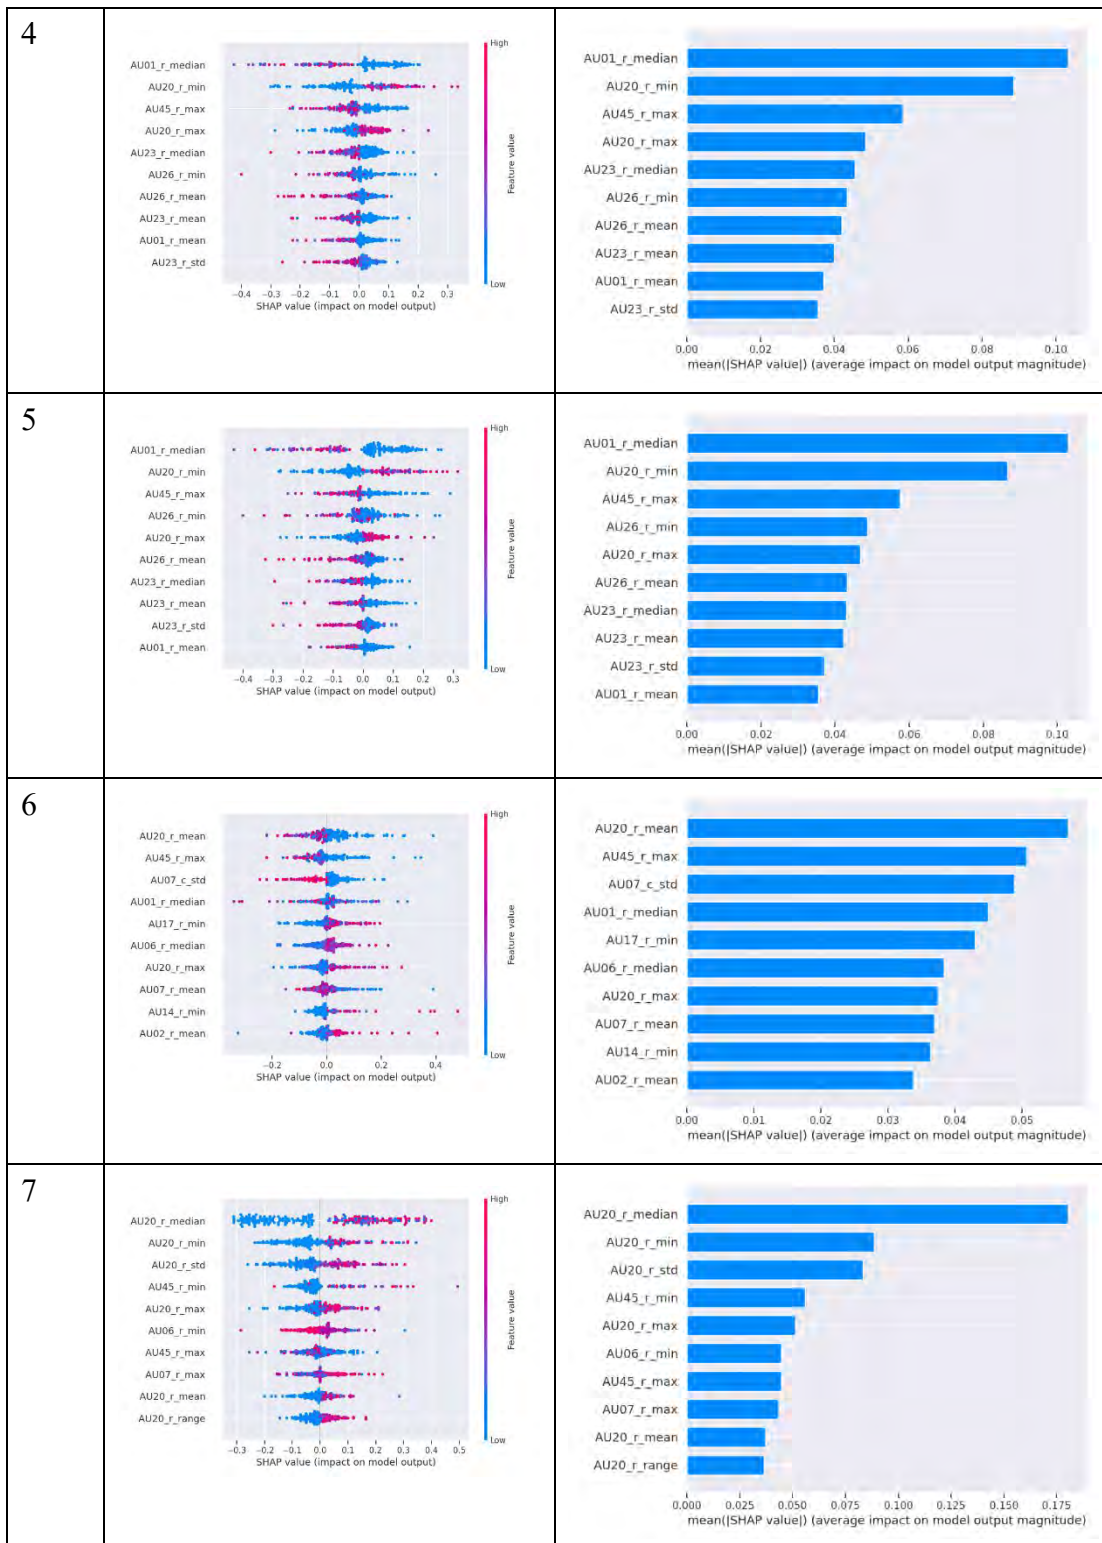 4
High
AU01_r_median
AU20_r_min
AU45_r_max
AU20_r_max
AU23_r_median
AU26_r_min
AU26_r_mean
AU23_r_mean
AU01_r_mean
AU23_r_std
Feature value
Low
−0.4 −0.3 −0.2 −0.1 0.0 0.1 0.2 0.3
SHAP value (impact on model output)
AU01_r_median
AU20_r_min
AU45_r_max
AU20_r_max
AU23_r_median
AU26_r_min
AU26_r_mean
AU23_r_mean
AU01_r_mean
AU23_r_std
0.00 0.02 0.04 0.06 0.08 0.10
mean(|SHAP value|) (average impact on model output magnitude)
5
High
AU01_r_median
AU20_r_min
AU45_r_max
AU26_r_min
AU20_r_max
AU26_r_mean
AU23_r_median
AU23_r_mean
AU23_r_std
AU01_r_mean
Feature value
Low
−0.4 −0.3 −0.2 −0.1 0.0 0.1 0.2 0.3
SHAP value (impact on model output)
AU01_r_median
AU20_r_min
AU45_r_max
AU26_r_min
AU20_r_max
AU26_r_mean
AU23_r_median
AU23_r_mean
AU23_r_std
AU01_r_mean
0.00 0.02 0.04 0.06 0.08 0.10
mean(|SHAP value|) (average impact on model output magnitude)
6
High
AU20_r_mean
AU45_r_max
AU07_c_std
AU01_r_median
AU17_r_min
AU06_r_median
AU20_r_max
AU07_r_mean
AU14_r_min
AU02_r_mean
Feature value
Low
−0.2 0.0 0.2 0.4
SHAP value (impact on model output)
AU20_r_mean
AU45_r_max
AU07_c_std
AU01_r_median
AU17_r_min
AU06_r_median
AU20_r_max
AU07_r_mean
AU14_r_min
AU02_r_mean
0.00 0.01 0.02 0.03 0.04 0.05
mean(|SHAP value|) (average impact on model output magnitude)
7
High
AU20_r_median
AU20_r_min
AU20_r_std
AU45_r_min
AU20_r_max
AU06_r_min
AU45_r_max
AU07_r_max
AU20_r_mean
AU20_r_range
Feature value
Low
−0.3 −0.2 −0.1 0.0 0.1 0.2 0.3 0.4 0.5
SHAP value (impact on model output)
AU20_r_median
AU20_r_min
AU20_r_std
AU45_r_min
AU20_r_max
AU06_r_min
AU45_r_max
AU07_r_max
AU20_r_mean
AU20_r_range
0.000 0.025 0.050 0.075 0.100 0.125 0.150 0.175
mean(|SHAP value|) (average impact on model output magnitude)